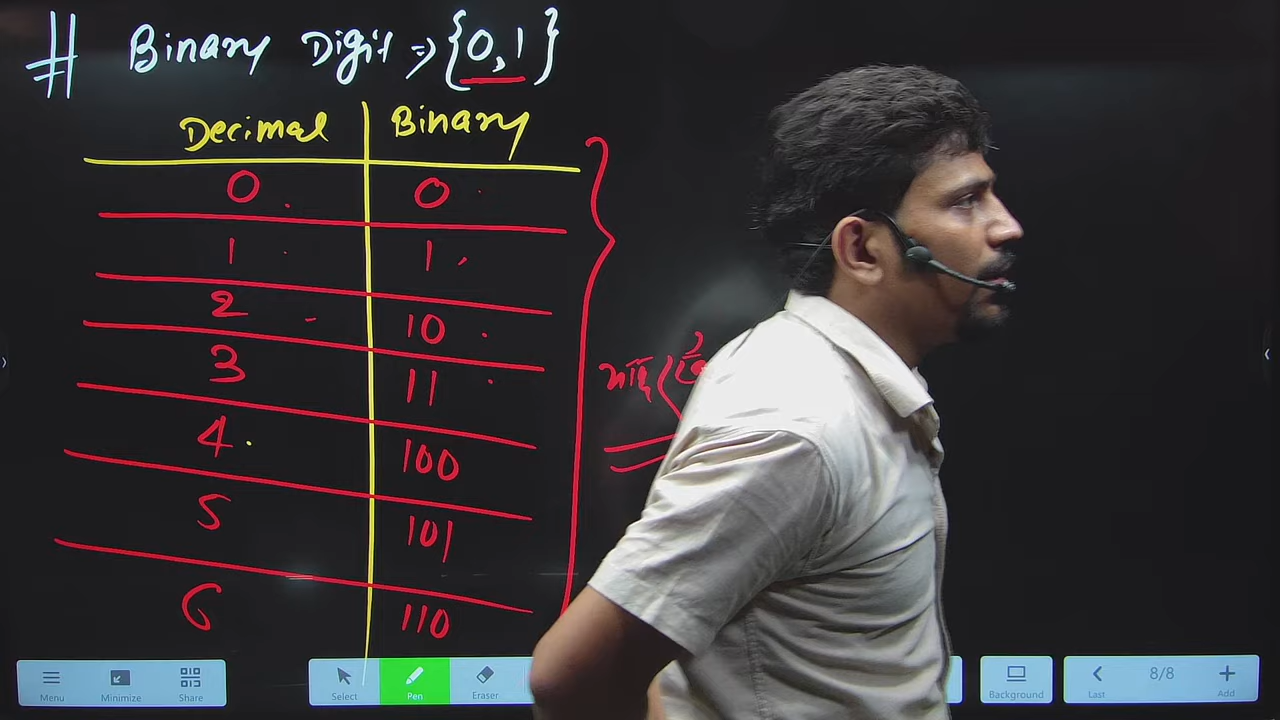 # Binary Digit ⇒ {0, 1}
Decimal Binary
0 0
1 1
2 10
3 11
4 100
5 101
6 110
Menu Minimize Share Select Pen Eraser Background Last 8/8 Add